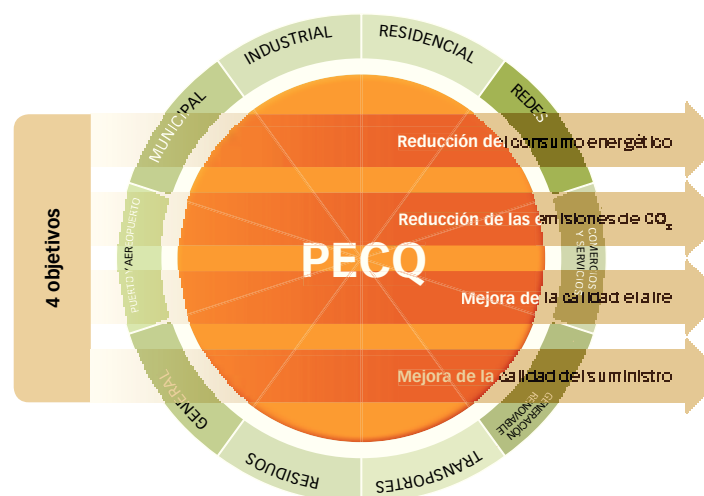 INDUSTRIAL
RESIDENCIAL
REDES
COMERCIOS
Y SERVICIOS
GENERACIÓN
RENOVABLE
TRANSPORTES
RESIDUOS
GENERAL
PUERTO Y AEROPUERTO
MUNICIPAL
4 objetivos
PECQ
Reducción del consumo energético
Reducción de las emisiones de CO₂
Mejora de la calidad el aire
Mejora de la calidad del suministro